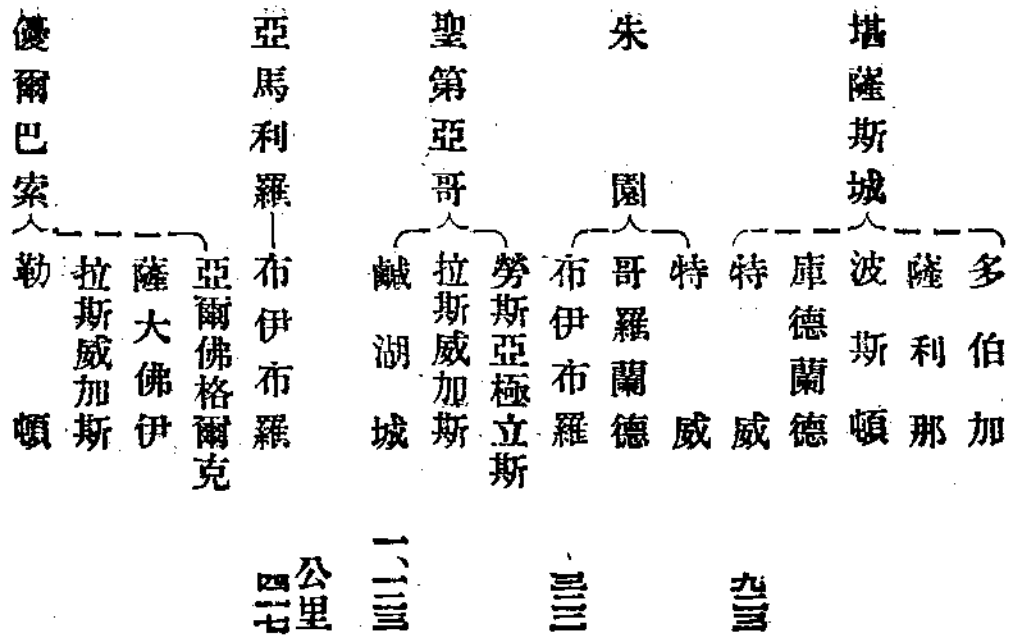 堪薩斯城
多伯加
薩利那
波斯頓
庫德蘭德
特威
朱園
特威
哥羅蘭德
布伊布羅
聖第亞哥
勞斯亞極立斯
拉斯威加斯
鹹湖城
亞馬利羅
布伊布羅
公里
優爾巴索
亞爾佛格爾克
薩大佛伊
拉斯威加斯
勒頓